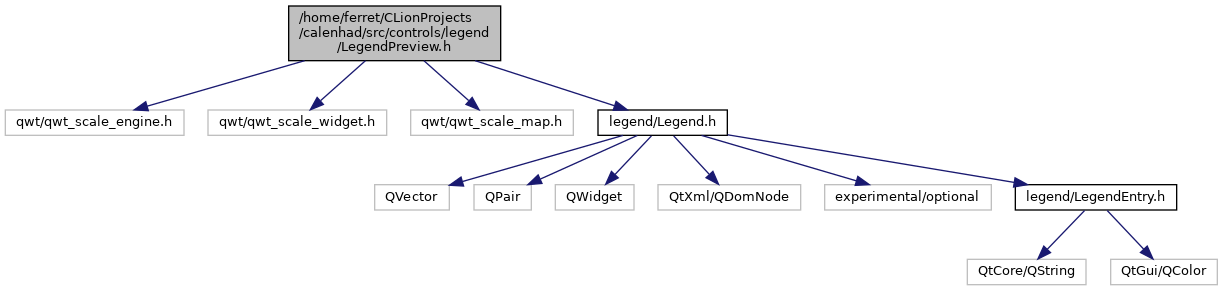 /home/ferret/CLionProjects
/calenhad/src/controls/legend
/LegendPreview.h
qwt/qwt_scale_engine.h
qwt/qwt_scale_widget.h
qwt/qwt_scale_map.h
legend/Legend.h
QVector
QPair
QWidget
QtXml/QDomNode
experimental/optional
legend/LegendEntry.h
QtCore/QString
QtGui/QColor